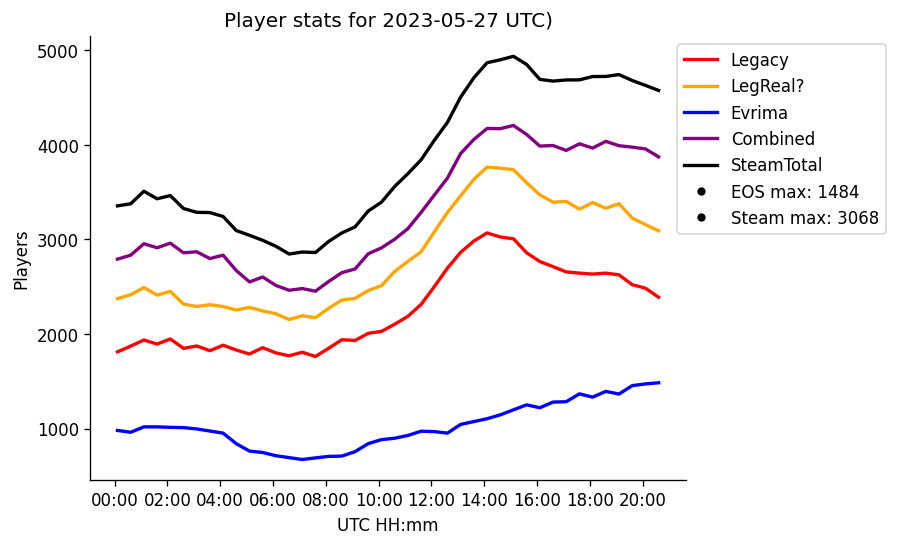 Player stats for 2023-05-27 UTC)
5000
4000
3000
2000
1000
Players
00:00 02:00 04:00 06:00 08:00 10:00 12:00 14:00 16:00 18:00 20:00
UTC HH:mm
Legacy
LegReal?
Evrima
Combined
SteamTotal
EOS max: 1484
Steam max: 3068